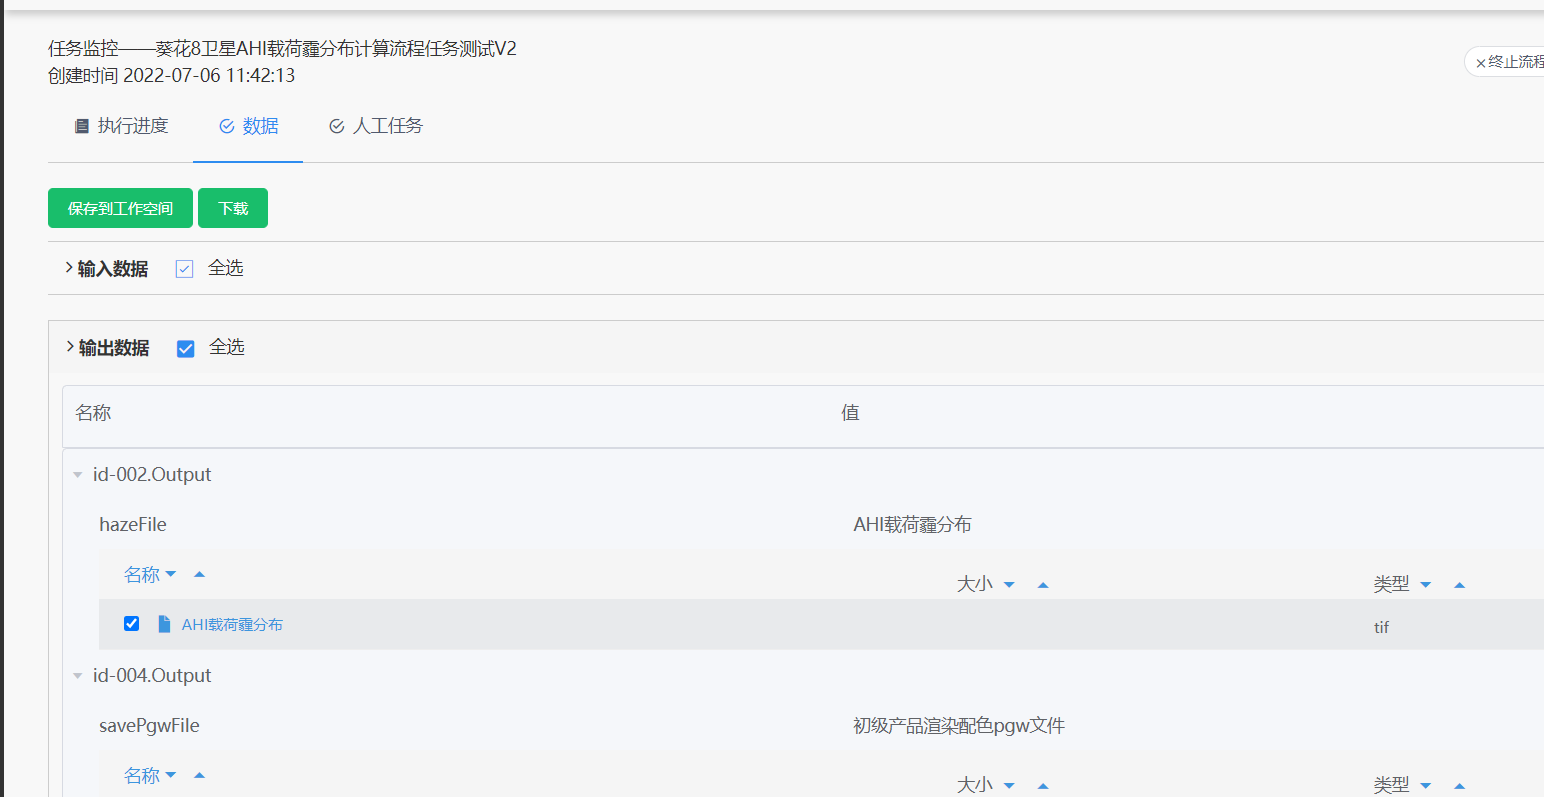 任务监控——葵花8卫星AHI载荷霾分布计算流程任务测试V2
创建时间 2022-07-06 11:42:13
终止流程
执行进度 数据 人工任务
保存到工作空间 下载
输入数据 全选
输出数据 全选
名称 值
id-002.Output
hazeFile AHI载荷霾分布
名称 大小 类型
AHI载荷霾分布 tif
id-004.Output
savePgwFile 初级产品渲染配色pgw文件
名称 大小 类型